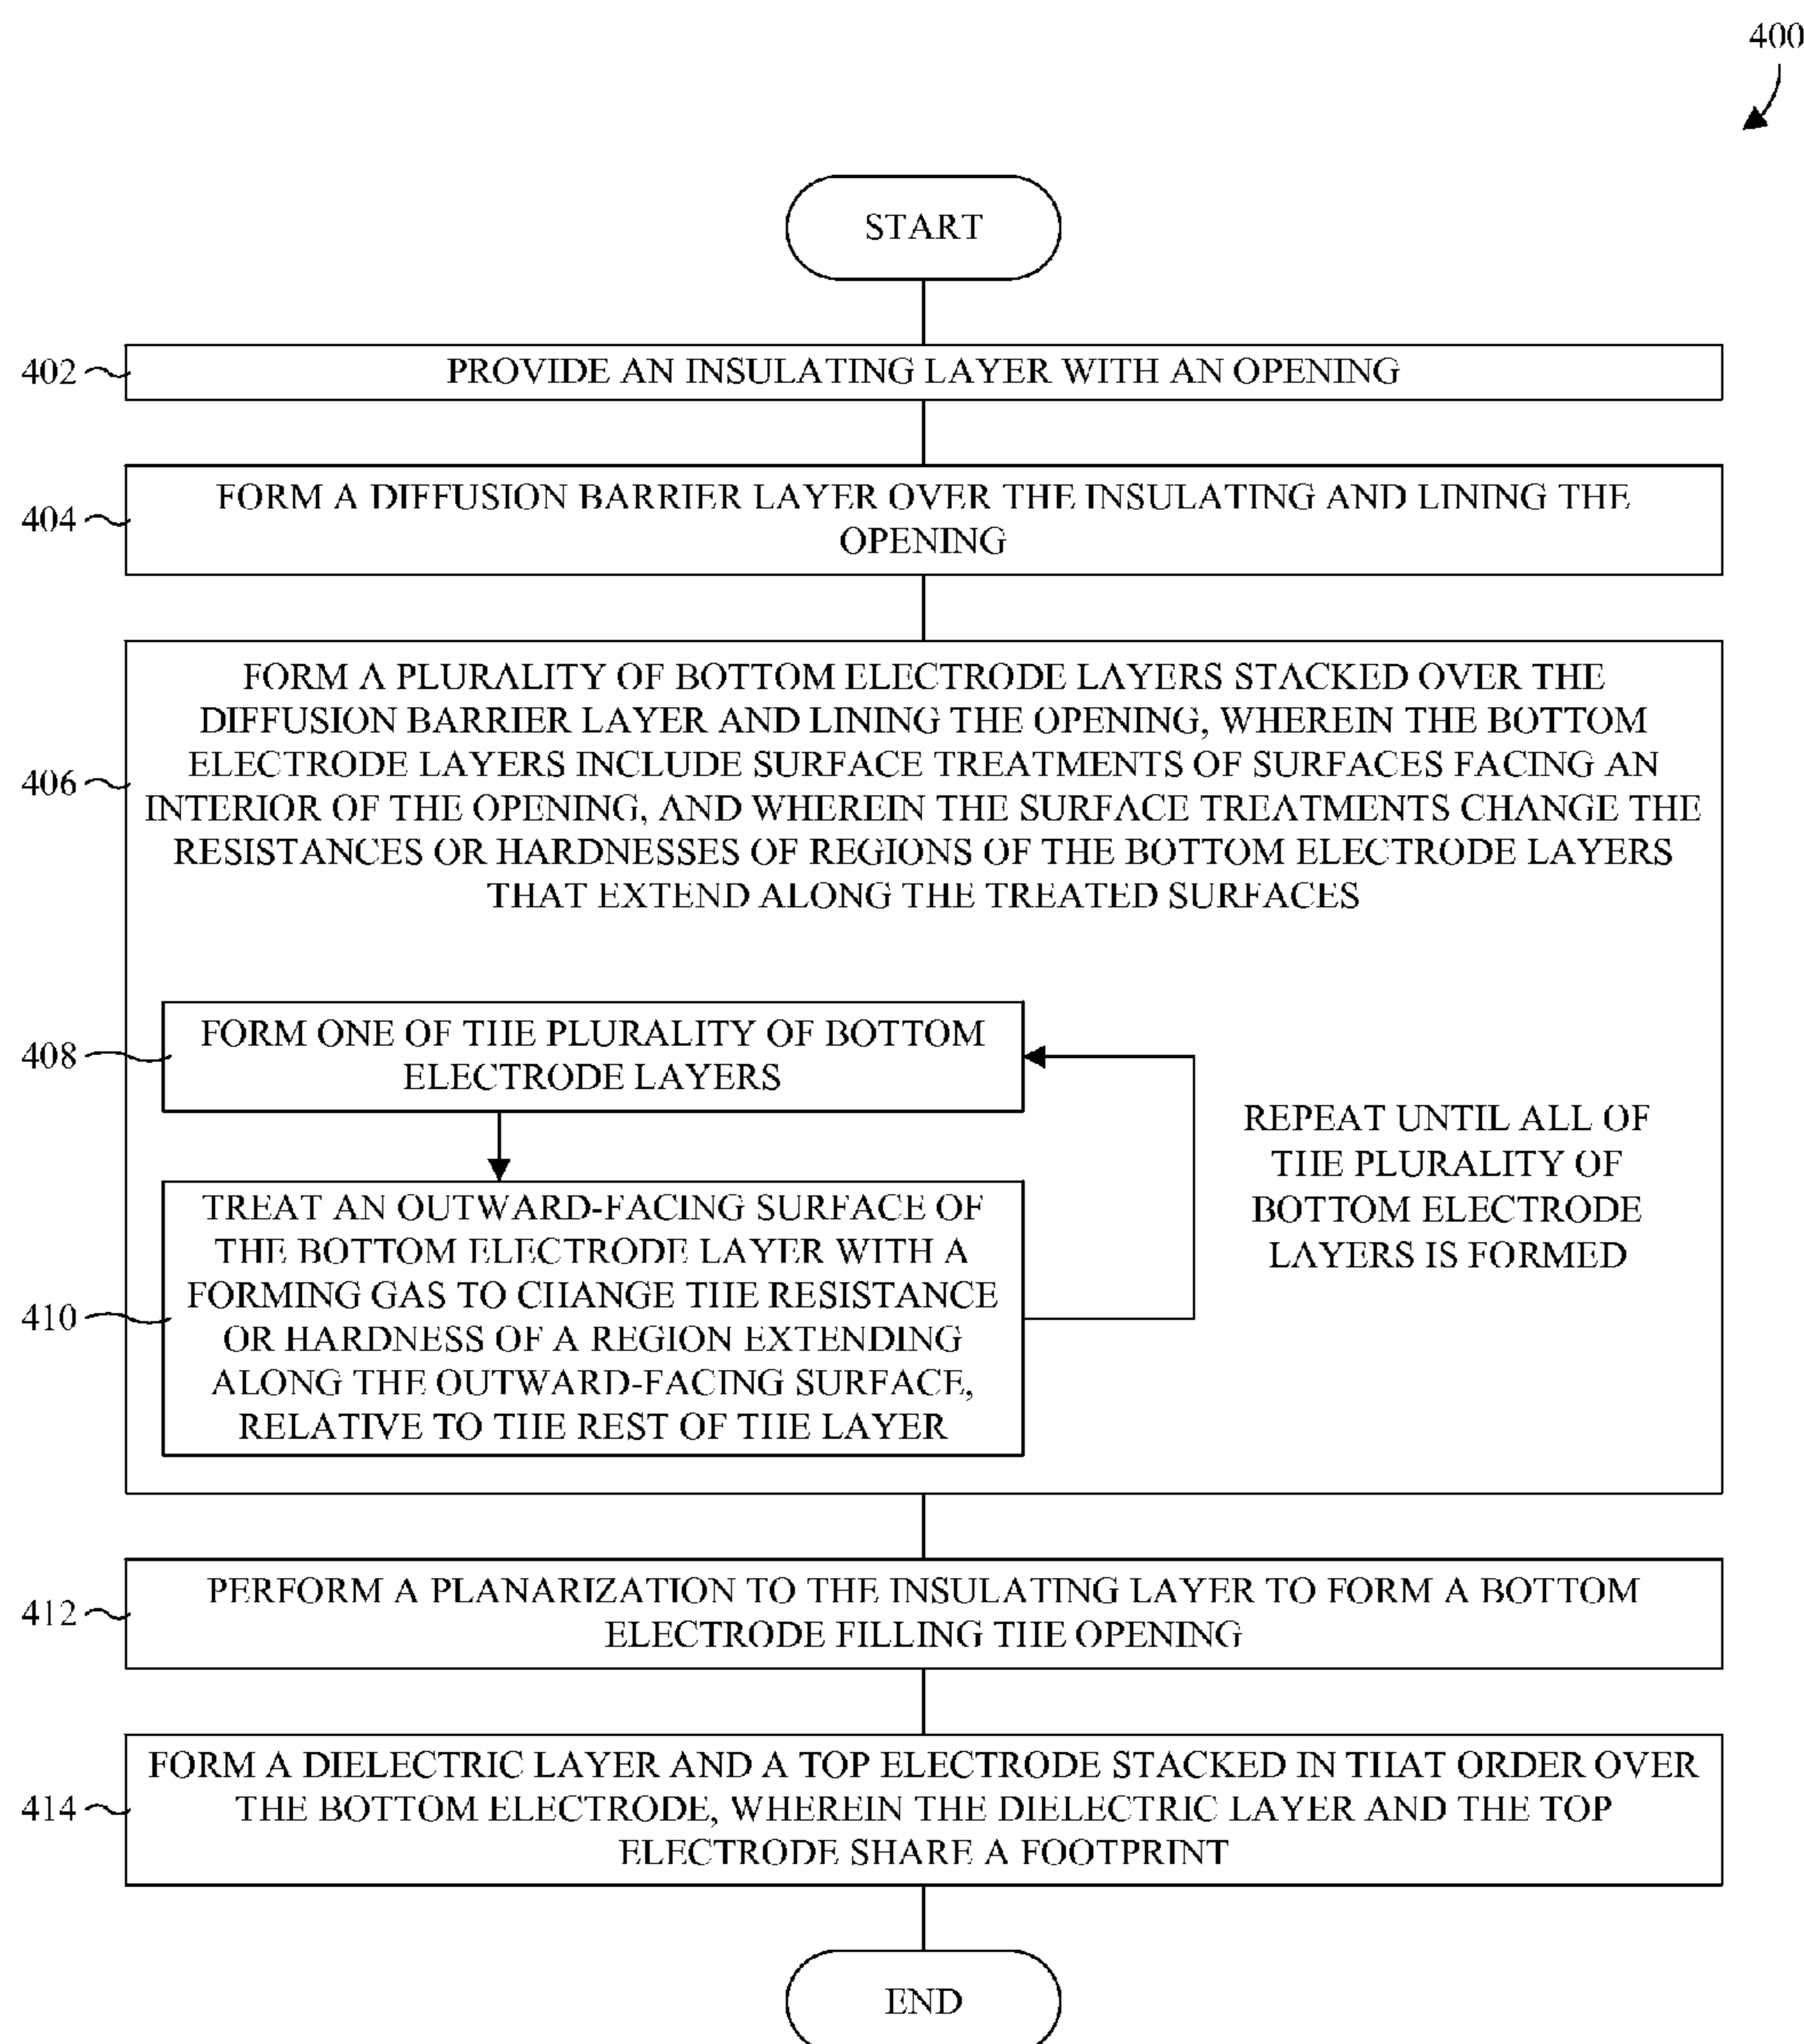 400
START
402
PROVIDE AN INSULATING LAYER WITH AN OPENING
404
FORM A DIFFUSION BARRIER LAYER OVER THE INSULATING AND LINING THE
OPENING
406
FORM A PLURALITY OF BOTTOM ELECTRODE LAYERS STACKED OVER THE
DIFFUSION BARRIER LAYER AND LINING THE OPENING, WHEREIN THE BOTTOM
ELECTRODE LAYERS INCLUDE SURFACE TREATMENTS OF SURFACES FACING AN
INTERIOR OF THE OPENING, AND WHEREIN THE SURFACE TREATMENTS CHANGE THE
RESISTANCES OR HARDNESSES OF REGIONS OF THE BOTTOM ELECTRODE LAYERS
THAT EXTEND ALONG THE TREATED SURFACES
408
FORM ONE OF THE PLURALITY OF BOTTOM
ELECTRODE LAYERS
REPEAT UNTIL ALL OF
THE PLURALITY OF
BOTTOM ELECTRODE
LAYERS IS FORMED
410
TREAT AN OUTWARD-FACING SURFACE OF
THE BOTTOM ELECTRODE LAYER WITH A
FORMING GAS TO CHANGE THE RESISTANCE
OR HARDNESS OF A REGION EXTENDING
ALONG THE OUTWARD-FACING SURFACE,
RELATIVE TO THE REST OF THE LAYER
412
PERFORM A PLANARIZATION TO THE INSULATING LAYER TO FORM A BOTTOM
ELECTRODE FILLING THE OPENING
414
FORM A DIELECTRIC LAYER AND A TOP ELECTRODE STACKED IN THAT ORDER OVER
THE BOTTOM ELECTRODE, WHEREIN THE DIELECTRIC LAYER AND THE TOP
ELECTRODE SHARE A FOOTPRINT
END